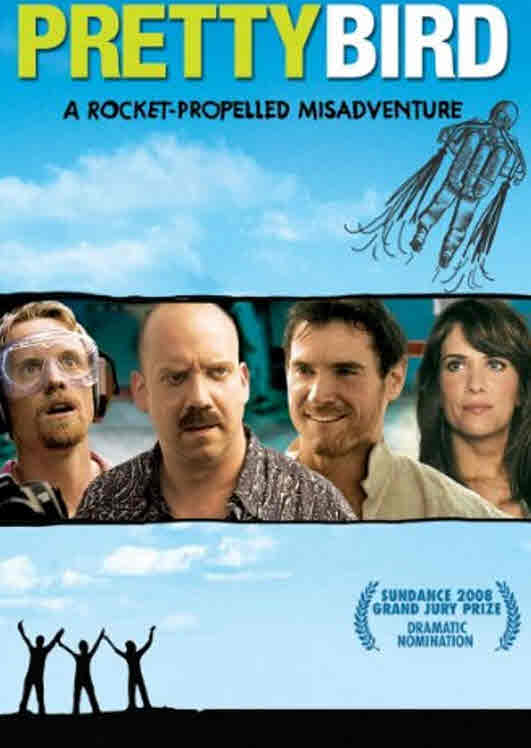 PRETTYBIRD
A ROCKET-PROPELLED MISADVENTURE
SUNDANCE 2008
GRAND JURY PRIZE
DRAMATIC
NOMINATION